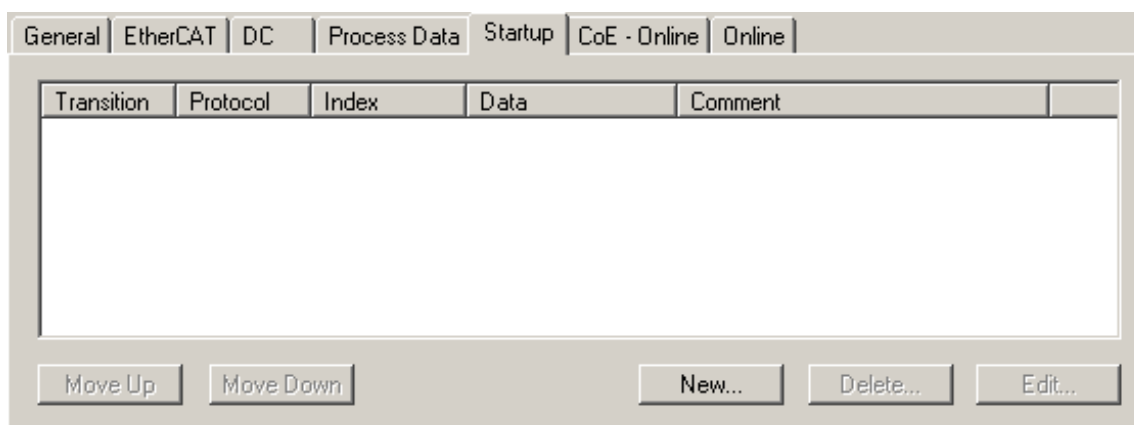 General EtherCAT DC Process Data Startup CoE - Online Online
Transition Protocol Index Data Comment
Move Up Move Down New... Delete... Edit...